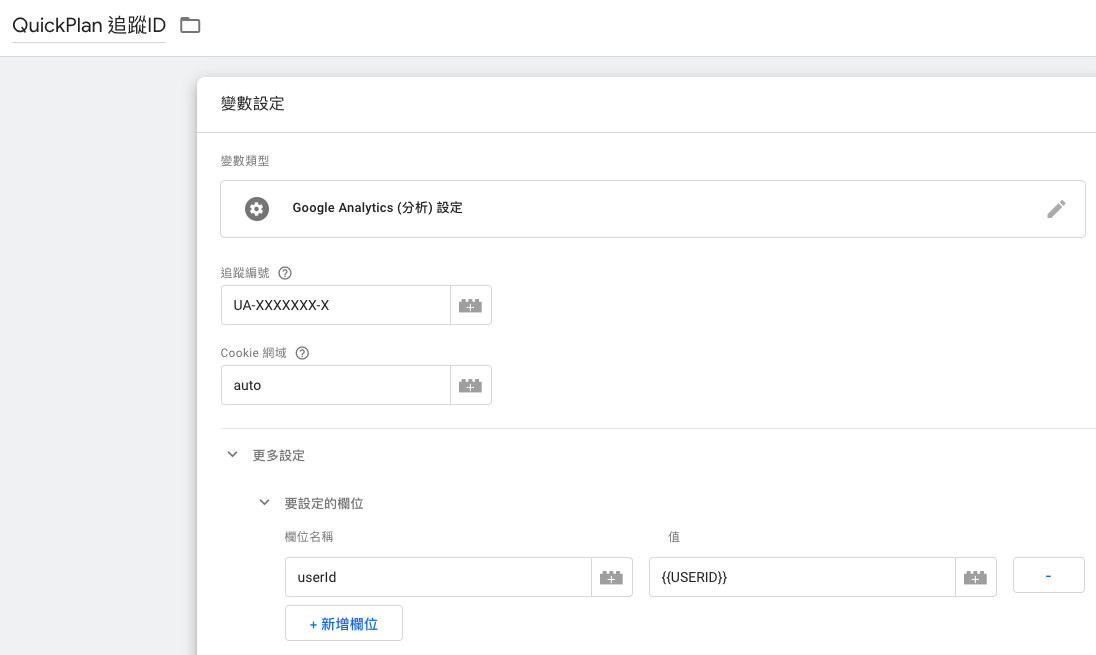 QuickPlan 追蹤ID
變數設定
變數類型
Google Analytics (分析) 設定
追蹤編號
UA-XXXXXXX-X
Cookie 網域
auto
更多設定
要設定的欄位
欄位名稱 值
userId {{USERID}} -
+ 新增欄位